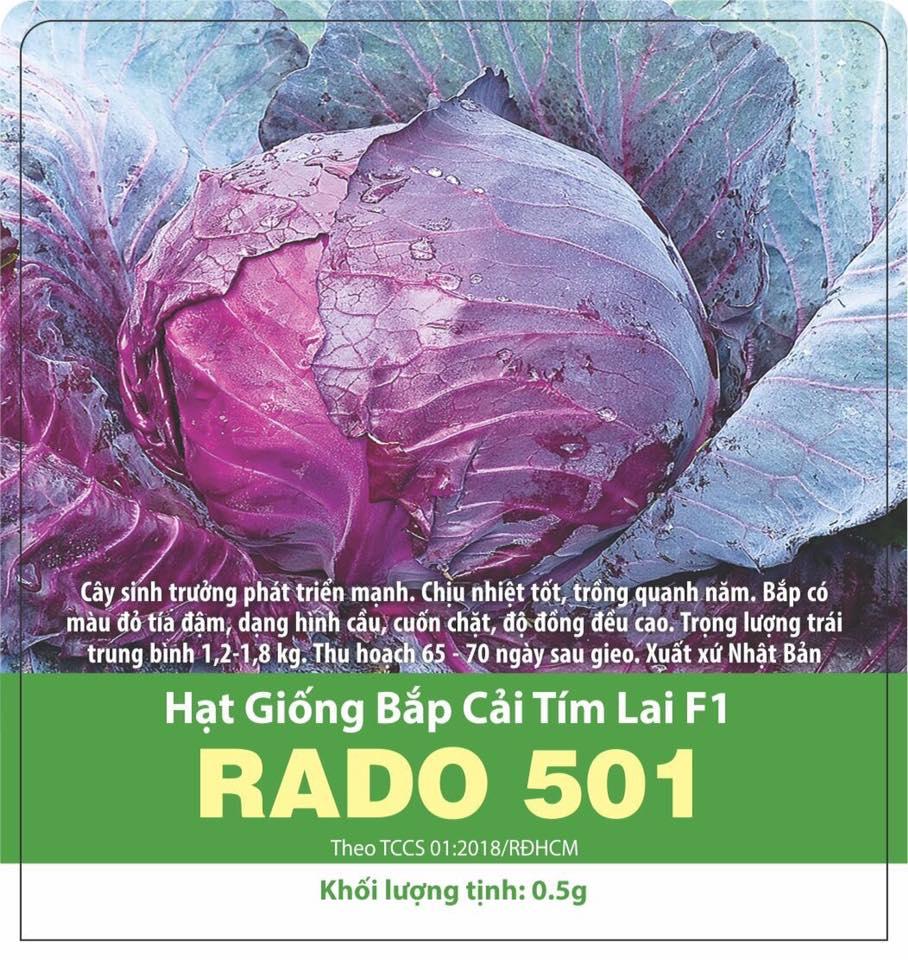 Cây sinh trưởng phát triển mạnh. Chịu nhiệt tốt, trồng quanh năm. Bắp có
màu đỏ tía đậm, dạng hình cầu, cuốn chặt, độ đồng đều cao. Trọng lượng trái
trung bình 1,2-1,8 kg. Thu hoạch 65 - 70 ngày sau gieo. Xuất xứ Nhật Bản
Hạt Giống Bắp Cải Tím Lai F1
RADO 501
Theo TCCS 01:2018/RĐHCM
Khối lượng tịnh: 0.5g